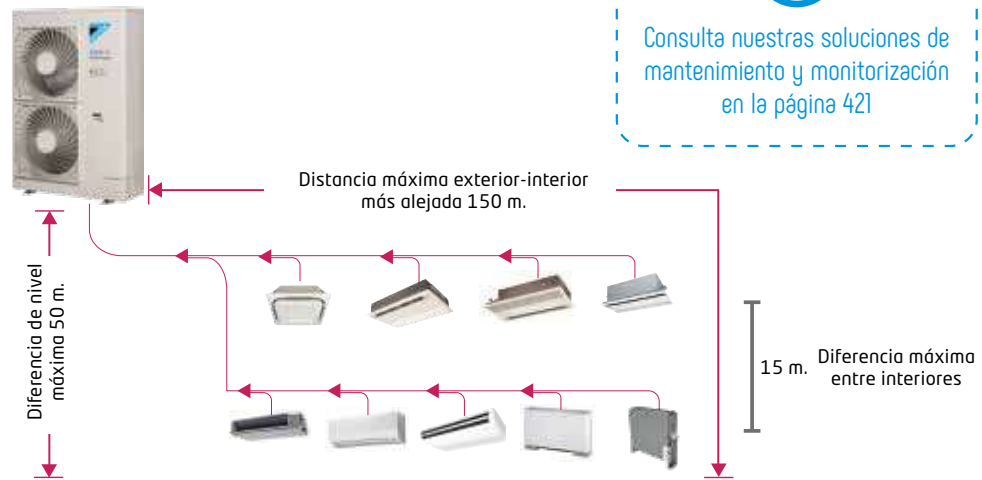 Consulta nuestras soluciones de
mantenimiento y monitorización
en la página 421
Distancia máxima exterior-interior
más alejada 150 m.
Diferencia de nivel
máxima 50 m.
15 m.
Diferencia máxima
entre interiores